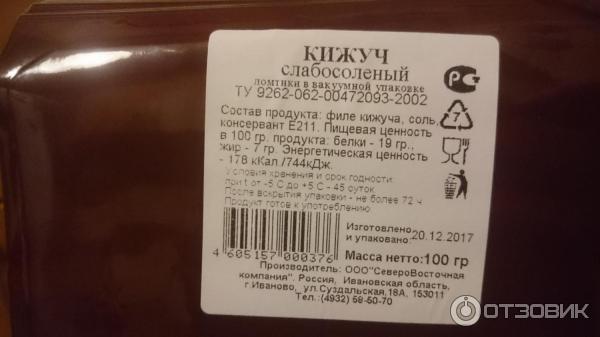 КИЖУЧ
слабосоленый
ломтики в вакуумной упаковке
ТУ 9262-062-00472093-2002
Состав продукта: филе кижуча, соль,
консервант Е211. Пищевая ценность
в 100 гр. продукта: белки - 19 гр.,
жир - 7 гр. Энергетическая ценность
- 178 кКал /744кДж.
Условия хранения и срок годности:
при t от -5 С до +5 С - 45 суток
После вскрытия упаковки - не более 72 ч
Продукт готов к употреблению
РСТ
7
Изготовлено
и упаковано: 20.12.2017
4 605157 000376
Масса нетто: 100 гр
Производитель: ООО"СевероВосточная
компания". Россия, Ивановская область,
г.Иваново, ул.Суздальская,18А, 153011
Тел.:(4932) 58-50-70
ОТЗОВИК